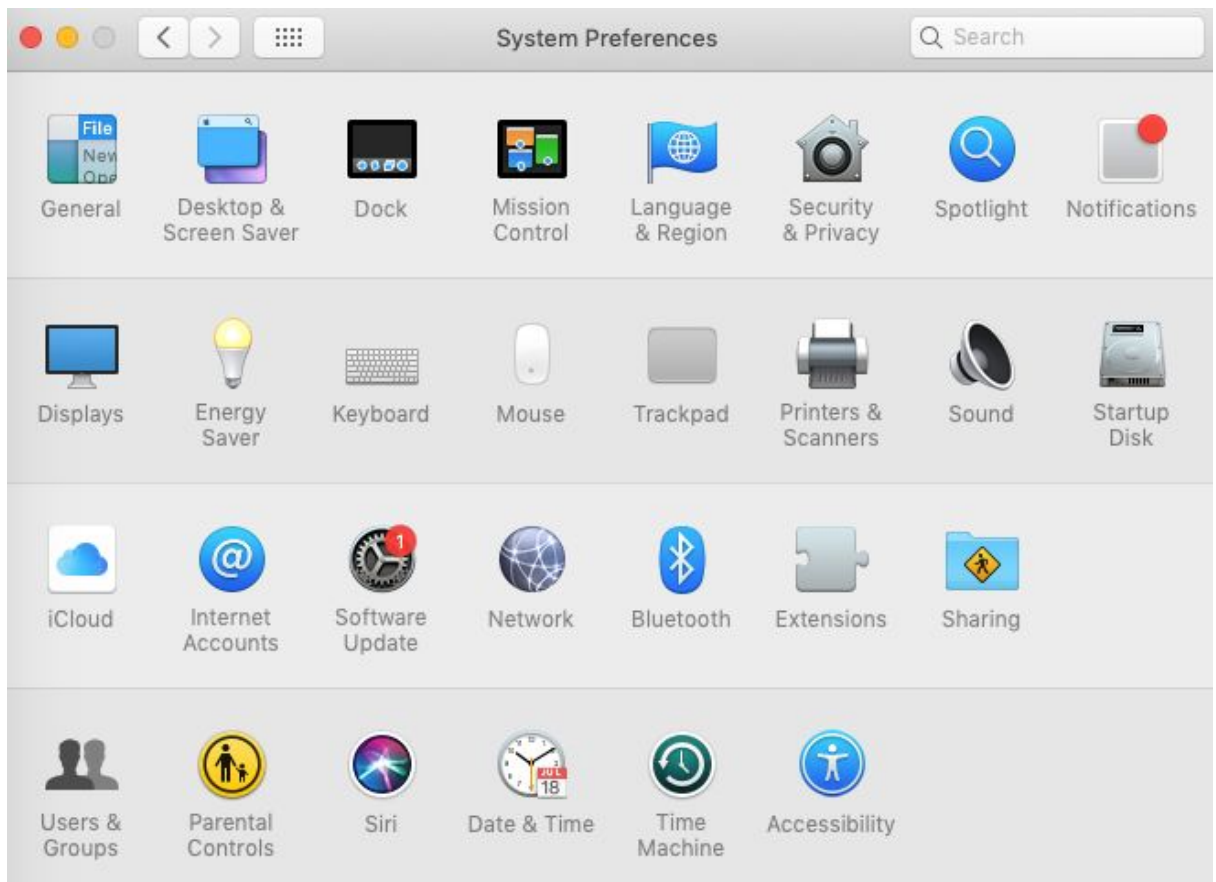 System Preferences
Search
File
New
Ope
General
Desktop &
Screen Saver
Dock
Mission
Control
Language
& Region
Security
& Privacy
Spotlight
Notifications
Displays
Energy
Saver
Keyboard
Mouse
Trackpad
Printers &
Scanners
Sound
Startup
Disk
iCloud
@
Internet
Accounts
1
Software
Update
Network
Bluetooth
Extensions
Sharing
Users &
Groups
Parental
Controls
Siri
JUL
18
Date & Time
Time
Machine
Accessibility